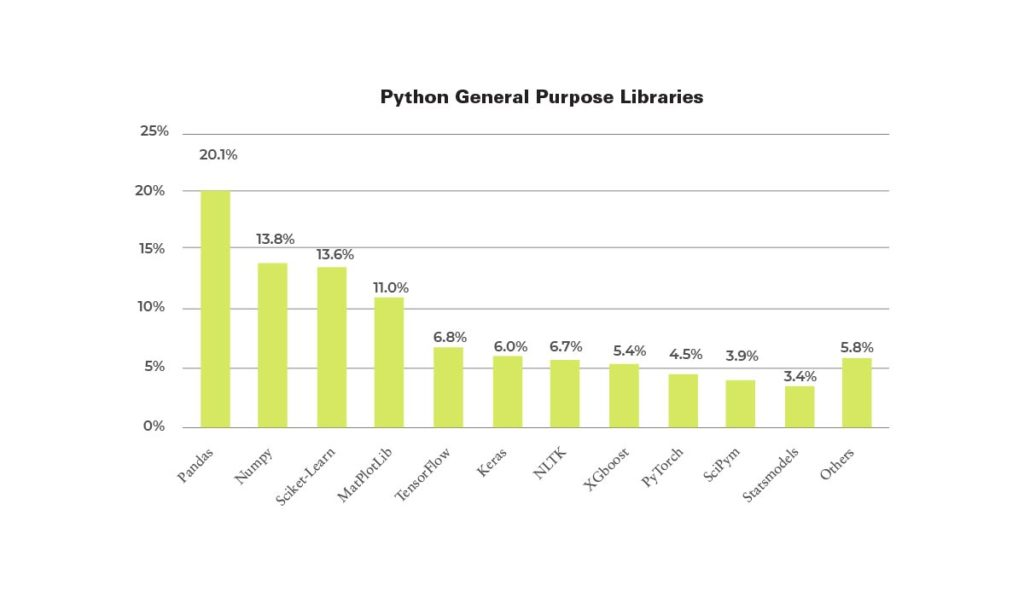 Python General Purpose Libraries
25%
20%
15%
10%
5%
0%
20.1%
13.8%
13.6%
11.0%
6.8%
6.0%
6.7%
5.4%
4.5%
3.9%
3.4%
5.8%
Pandas
Numpy
Sciket-Learn
MatPlotLib
TensorFlow
Keras
NLTK
XGboost
PyTorch
SciPym
Statsmodels
Others